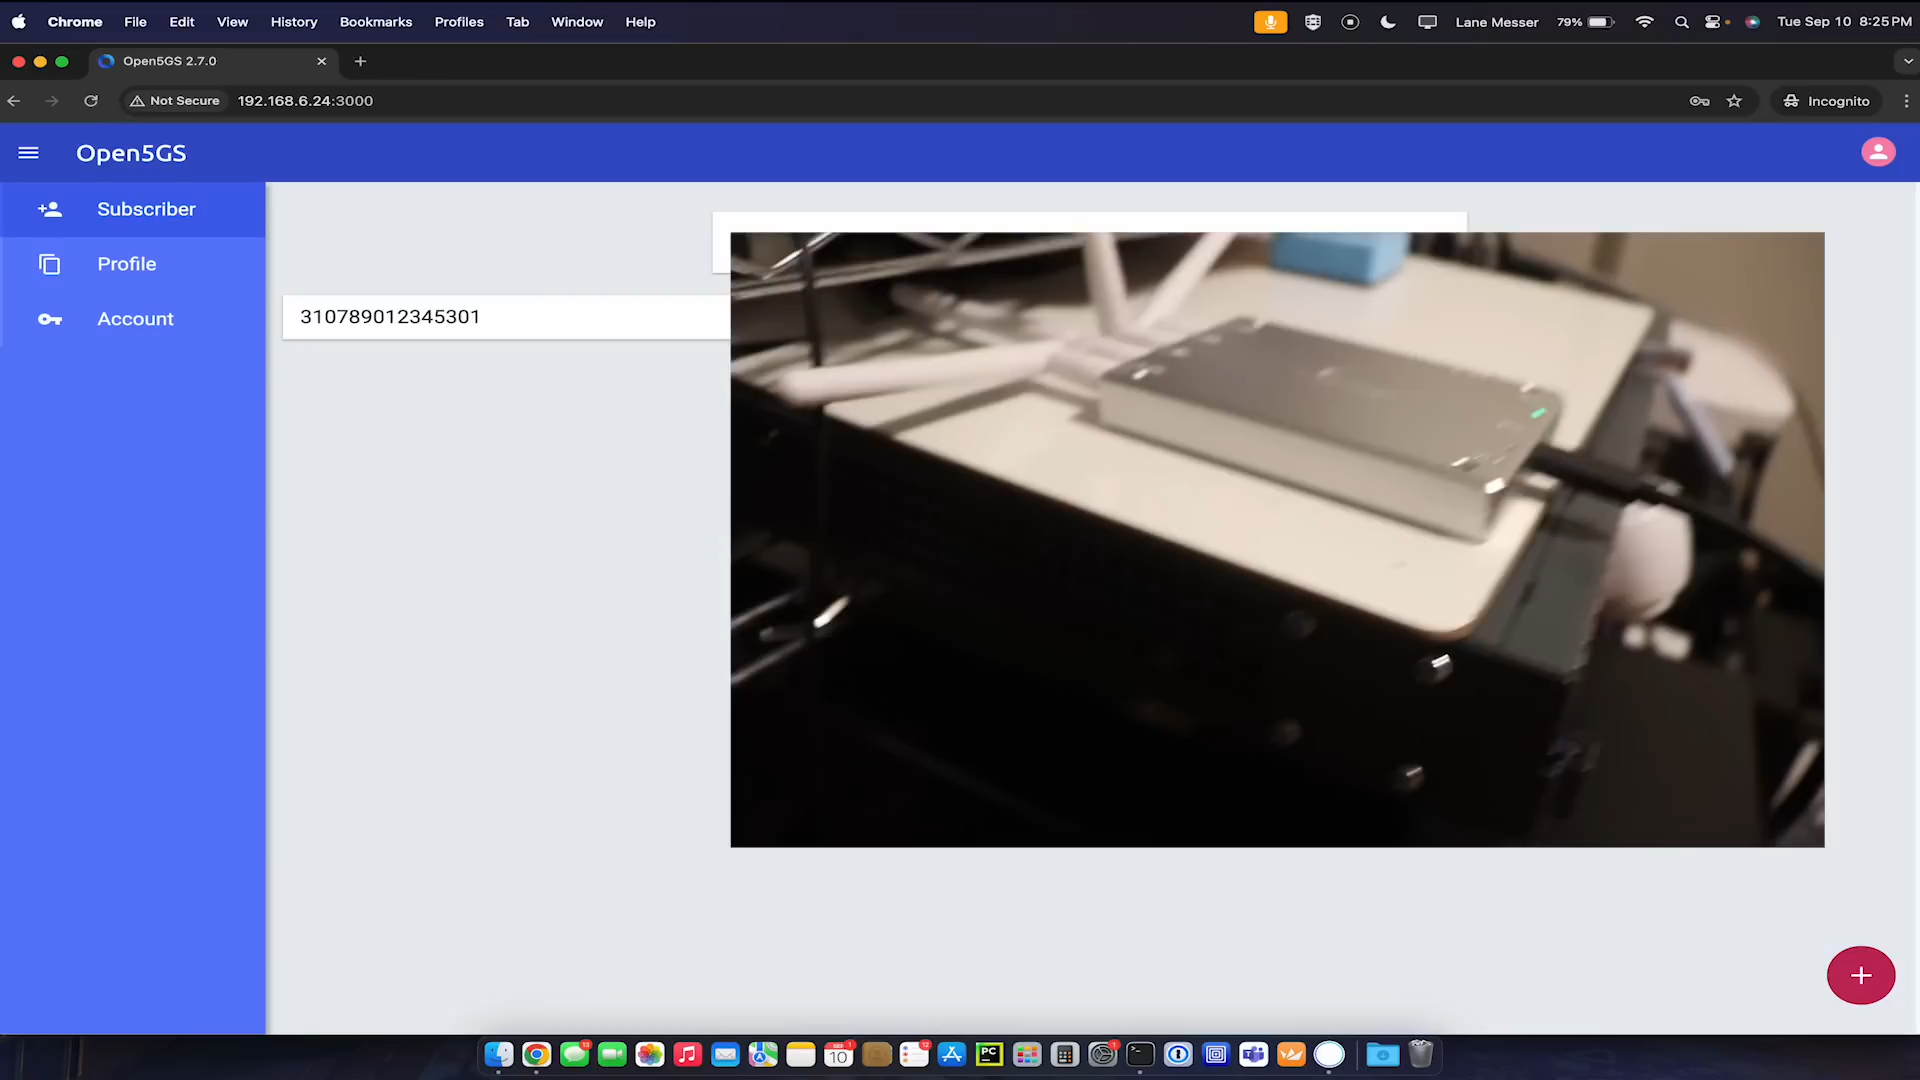 Chrome File Edit View History Bookmarks Profiles Tab Window Help Lane Messer 79% Tue Sep 10 8:25 PM
Open5GS 2.7.0
Not Secure 192.168.6.24:3000 Incognito
Open5GS
Subscriber
Profile
310789012345301
Account